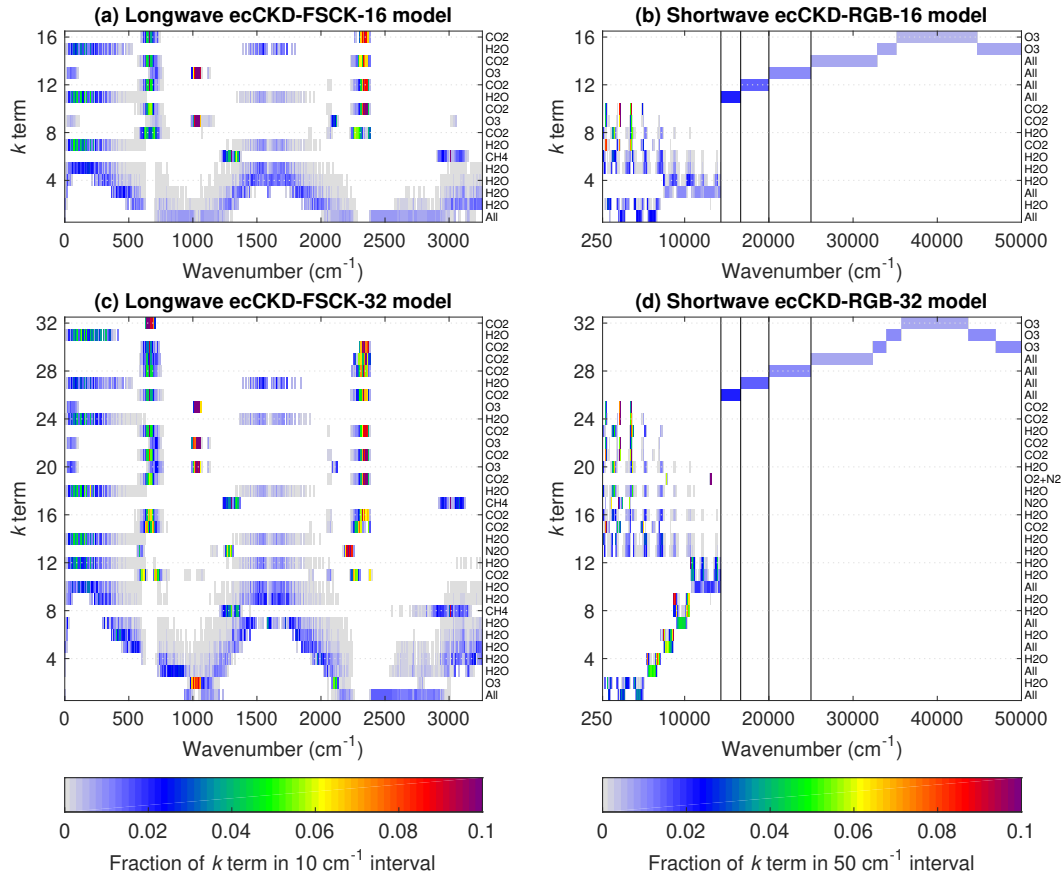 (a) Longwave ecCKD-FSCK-16 model
k term
16
12
8
4
CO2
H2O
CO2
O3
CO2
H2O
CO2
O3
CO2
H2O
CH4
H2O
H2O
H2O
H2O
All
0 500 1000 1500 2000 2500 3000
Wavenumber (cm⁻¹)
(b) Shortwave ecCKD-RGB-16 model
k term
16
12
8
4
O3
O3
All
All
All
All
CO2
CO2
H2O
CO2
H2O
H2O
H2O
All
H2O
All
250 10000 20000 30000 40000 50000
Wavenumber (cm⁻¹)
(c) Longwave ecCKD-FSCK-32 model
k term
32
28
24
20
16
12
8
4
CO2
H2O
CO2
CO2
CO2
H2O
CO2
O3
H2O
CO2
O3
CO2
O3
CO2
H2O
CH4
CO2
CO2
H2O
N2O
H2O
CO2
H2O
H2O
CH4
H2O
H2O
H2O
H2O
H2O
O3
All
0 500 1000 1500 2000 2500 3000
Wavenumber (cm⁻¹)
(d) Shortwave ecCKD-RGB-32 model
k term
32
28
24
20
16
12
8
4
O3
O3
O3
All
All
All
All
CO2
CO2
H2O
CO2
CO2
H2O
O2+N2
H2O
N2O
H2O
CO2
H2O
H2O
H2O
H2O
All
H2O
H2O
All
H2O
H2O
H2O
All
H2O
All
250 10000 20000 30000 40000 50000
Wavenumber (cm⁻¹)
0 0.02 0.04 0.06 0.08 0.1
Fraction of k term in 10 cm⁻¹ interval
0 0.02 0.04 0.06 0.08 0.1
Fraction of k term in 50 cm⁻¹ interval